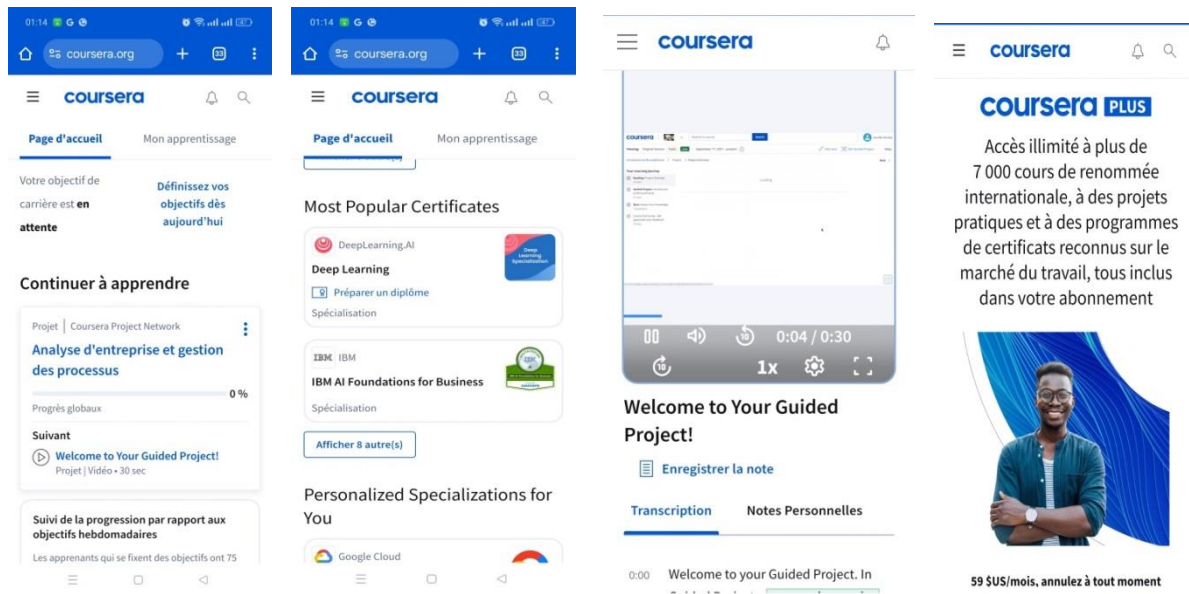 01:14
87
coursera.org
33
coursera
Page d'accueil
Mon apprentissage
Votre objectif de
carrière est en
attente
Définissez vos
objectifs dès
aujourd'hui
Continuer à apprendre
Projet | Coursera Project Network
Analyse d'entreprise et gestion
des processus
0 %
Progrès globaux
Suivant
Welcome to Your Guided Project!
Projet | Vidéo • 30 sec
Suivi de la progression par rapport aux
objectifs hebdomadaires
Les apprenants qui se fixent des objectifs ont 75
01:14
87
coursera.org
33
coursera
Page d'accueil
Mon apprentissage
Most Popular Certificates
DeepLearning.AI
Deep Learning
Préparer un diplôme
Spécialisation
Deep
Learning
Specialization
IBM IBM
IBM AI Foundations for Business
Spécialisation
Afficher 8 autre(s)
Personalized Specializations for
You
Google Cloud
coursera
coursera
0:04 / 0:30
10
10
1x
Welcome to Your Guided
Project!
Enregistrer la note
Transcription
Notes Personnelles
0:00 Welcome to your Guided Project. In
coursera
coursera PLUS
Accès illimité à plus de
7 000 cours de renommée
internationale, à des projets
pratiques et à des programmes
de certificats reconnus sur le
marché du travail, tous inclus
dans votre abonnement
59 $US/mois, annulez à tout moment